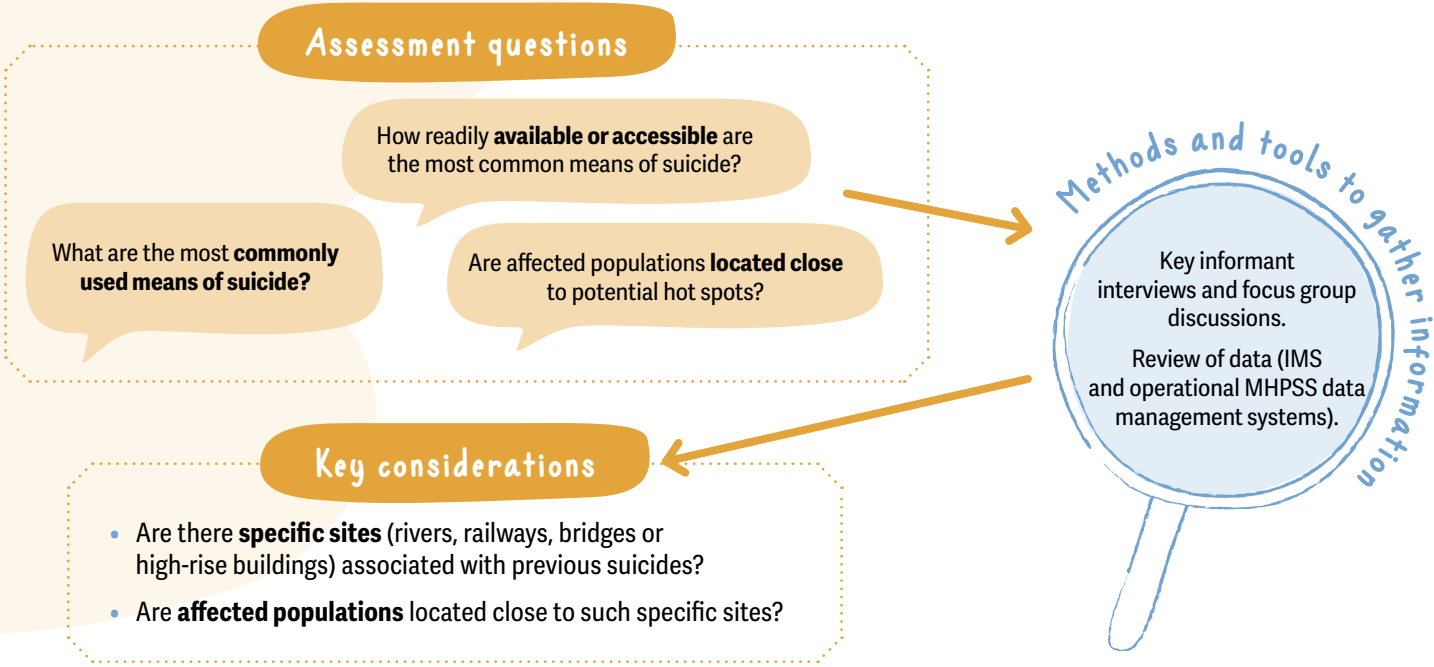 Assessment questions
How readily available or accessible are
the most common means of suicide?
What are the most commonly
used means of suicide?
Are affected populations located close
to potential hot spots?
Methods and tools to gather information
Key informant
interviews and focus group
discussions.
Review of data (IMS
and operational MHPSS data
management systems).
Key considerations
• Are there specific sites (rivers, railways, bridges or
high-rise buildings) associated with previous suicides?
• Are affected populations located close to such specific sites?